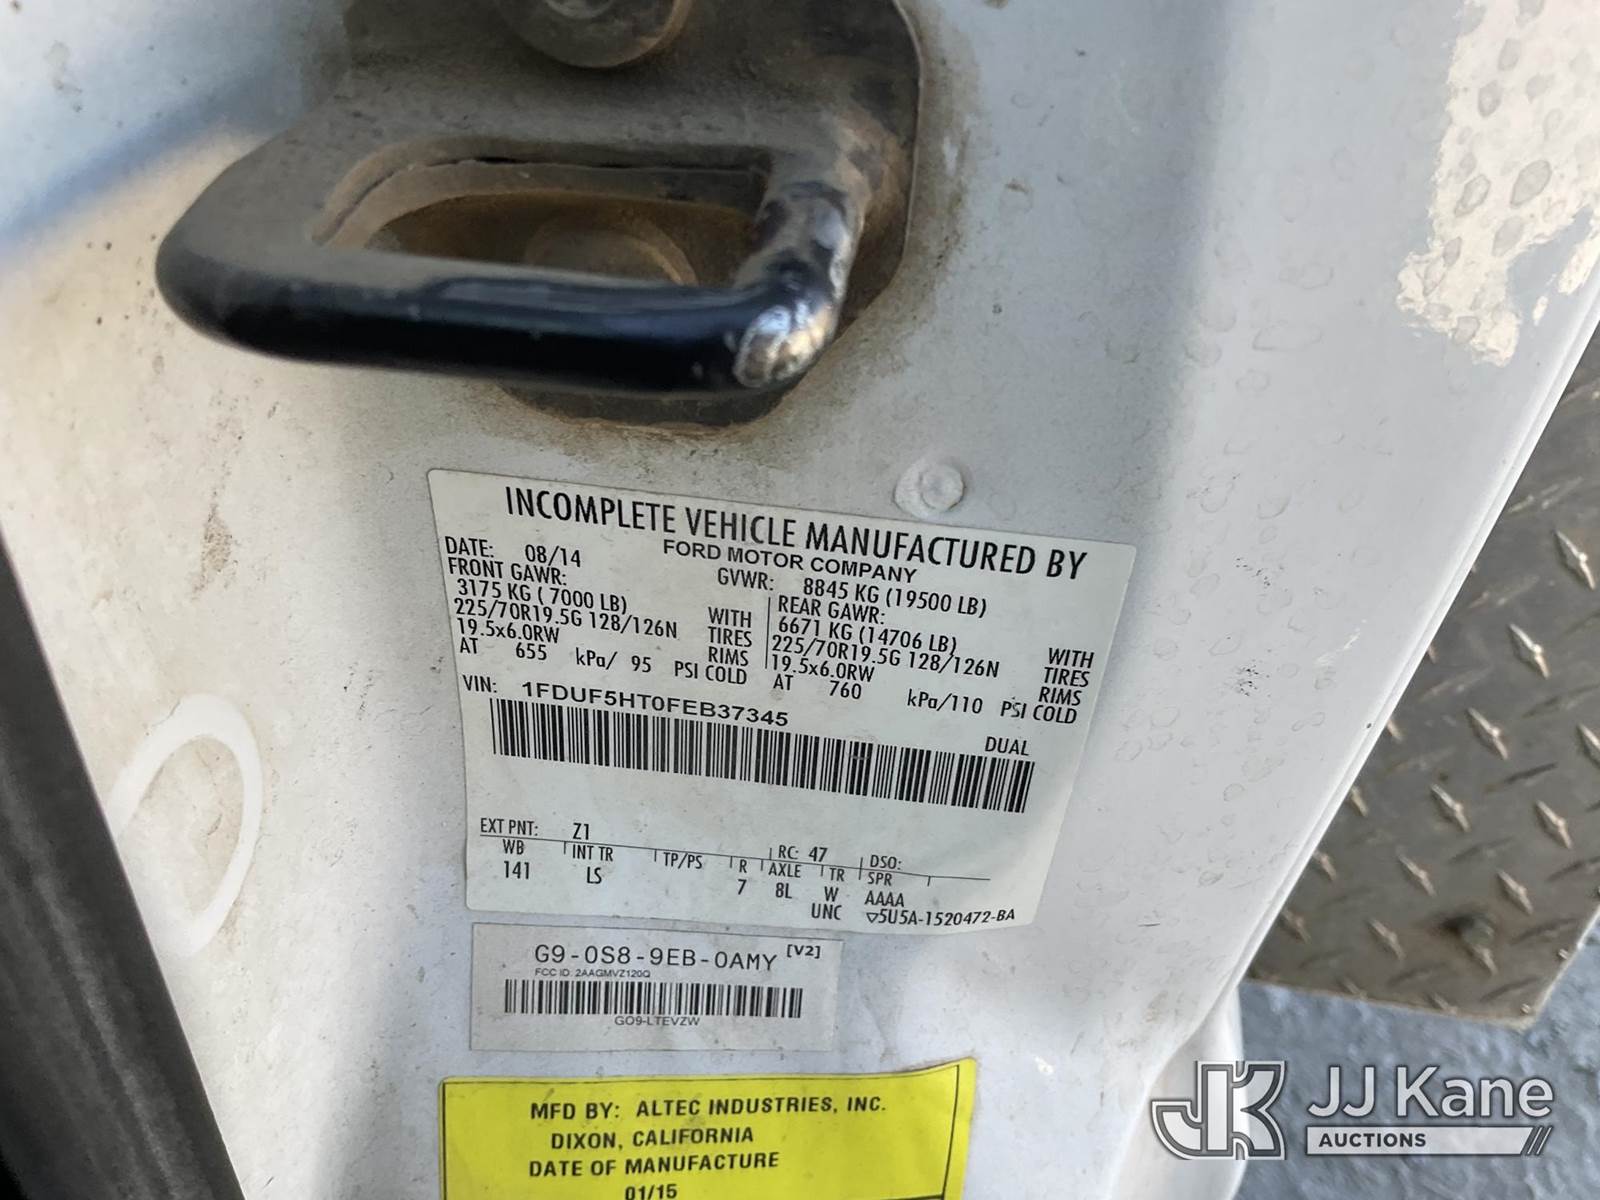 INCOMPLETE VEHICLE MANUFACTURED BY
FORD MOTOR COMPANY
DATE: 08/14 GVWR: 8845 KG (19500 LB)
FRONT GAWR: REAR GAWR:
3175 KG ( 7000 LB) WITH 6671 KG (14706 LB) WITH
225/70R19.5G 128/126N TIRES 225/70R19.5G 128/126N TIRES
19.5x6.0RW RIMS 19.5x6.0RW RIMS
AT 655 kPa/ 95 PSI COLD AT 760 kPa/110 PSI COLD
VIN: 1FDUF5HT0FEB37345
DUAL
EXT PNT: Z1 RC: 47 DSO:
WB INT TR TP/PS R AXLE TR SPR
141 LS 7 8L W AAAA
UNC ▽5U5A-1520472-BA
G9-0S8-9EB-0AMY [V2]
FCC ID. 2AAGMVZ120Q
GO9-LTEVZW
MFD BY: ALTEC INDUSTRIES, INC.
DIXON, CALIFORNIA
DATE OF MANUFACTURE
01/15
JK JJ Kane
AUCTIONS